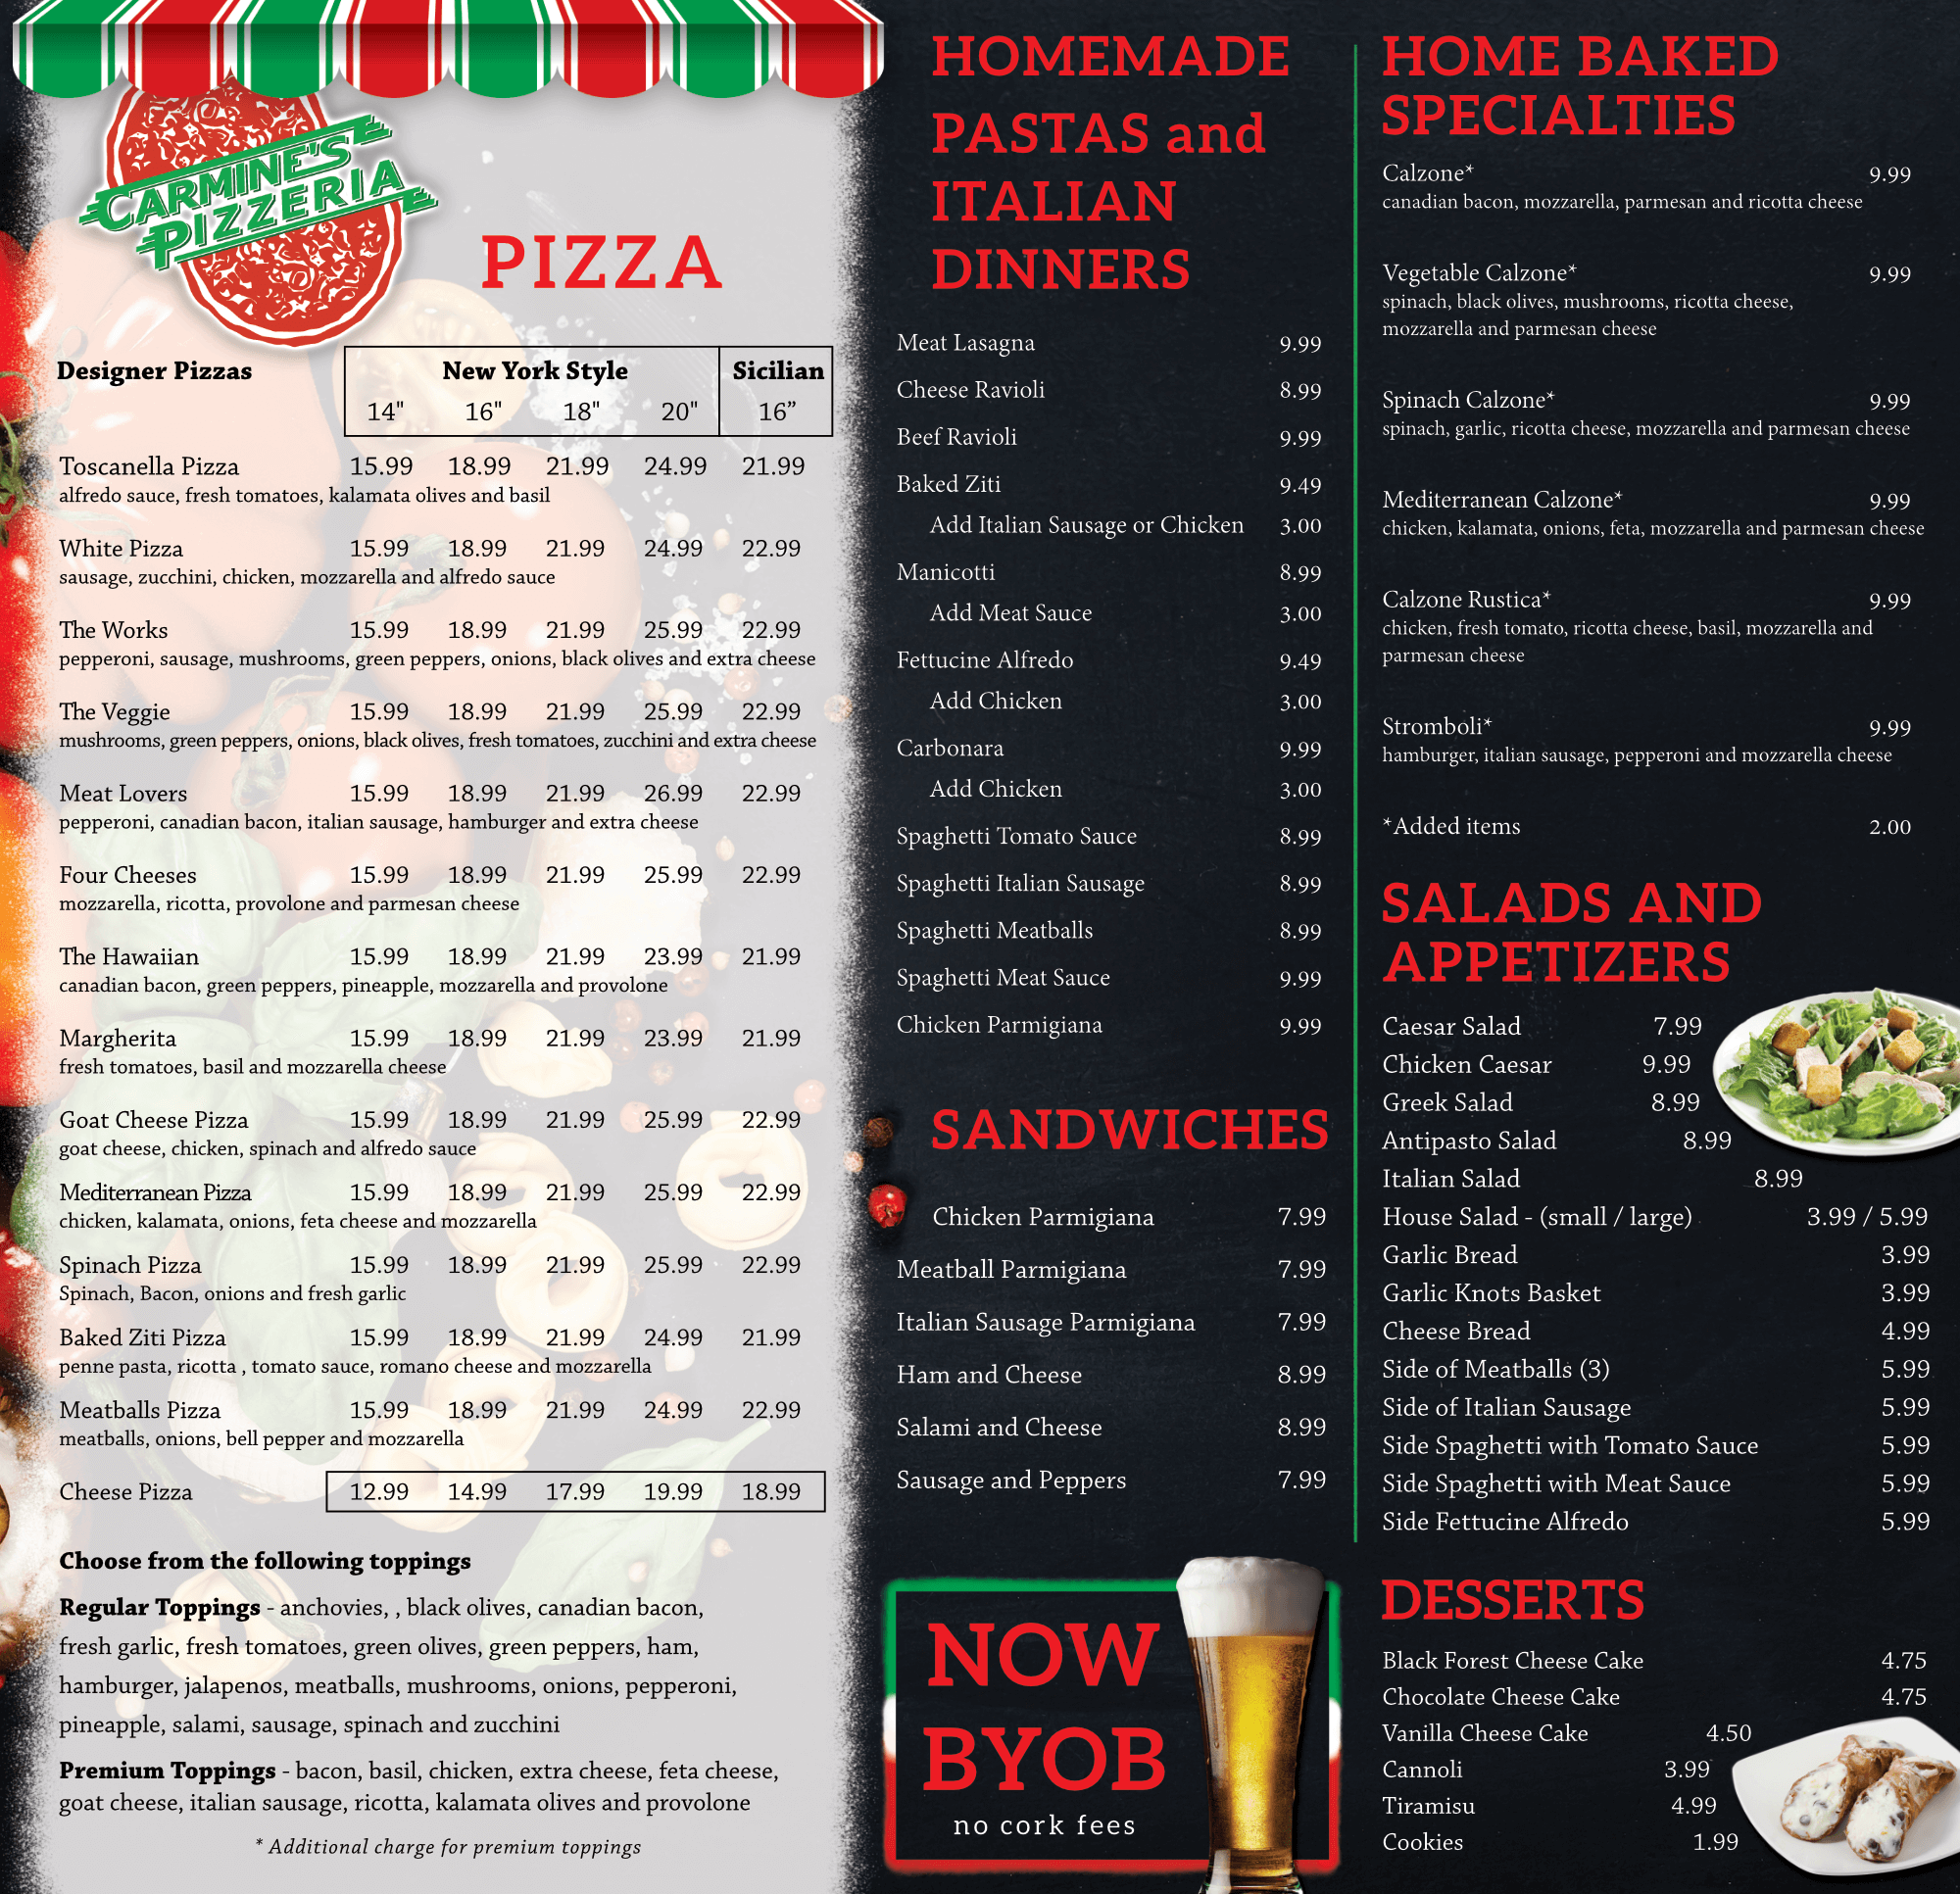 CARMINE'S
PIZZERIA
PIZZA
Designer Pizzas New York Style Sicilian
14" 16" 18" 20" 16”
Toscanella Pizza 15.99 18.99 21.99 24.99 21.99
alfredo sauce, fresh tomatoes, kalamata olives and basil
White Pizza 15.99 18.99 21.99 24.99 22.99
sausage, zucchini, chicken, mozzarella and alfredo sauce
The Works 15.99 18.99 21.99 25.99 22.99
pepperoni, sausage, mushrooms, green peppers, onions, black olives and extra cheese
The Veggie 15.99 18.99 21.99 25.99 22.99
mushrooms, green peppers, onions, black olives, fresh tomatoes, zucchini and extra cheese
Meat Lovers 15.99 18.99 21.99 26.99 22.99
pepperoni, canadian bacon, italian sausage, hamburger and extra cheese
Four Cheeses 15.99 18.99 21.99 25.99 22.99
mozzarella, ricotta, provolone and parmesan cheese
The Hawaiian 15.99 18.99 21.99 23.99 21.99
canadian bacon, green peppers, pineapple, mozzarella and provolone
Margherita 15.99 18.99 21.99 23.99 21.99
fresh tomatoes, basil and mozzarella cheese
Goat Cheese Pizza 15.99 18.99 21.99 25.99 22.99
goat cheese, chicken, spinach and alfredo sauce
Mediterranean Pizza 15.99 18.99 21.99 25.99 22.99
chicken, kalamata, onions, feta cheese and mozzarella
Spinach Pizza 15.99 18.99 21.99 25.99 22.99
Spinach, Bacon, onions and fresh garlic
Baked Ziti Pizza 15.99 18.99 21.99 24.99 21.99
penne pasta, ricotta , tomato sauce, romano cheese and mozzarella
Meatballs Pizza 15.99 18.99 21.99 24.99 22.99
meatballs, onions, bell pepper and mozzarella
Cheese Pizza 12.99 14.99 17.99 19.99 18.99
Choose from the following toppings
Regular Toppings - anchovies, , black olives, canadian bacon,
fresh garlic, fresh tomatoes, green olives, green peppers, ham,
hamburger, jalapenos, meatballs, mushrooms, onions, pepperoni,
pineapple, salami, sausage, spinach and zucchini
Premium Toppings - bacon, basil, chicken, extra cheese, feta cheese,
goat cheese, italian sausage, ricotta, kalamata olives and provolone
* Additional charge for premium toppings
HOMEMADE
PASTAS and
ITALIAN
DINNERS
Meat Lasagna 9.99
Cheese Ravioli 8.99
Beef Ravioli 9.99
Baked Ziti 9.49
Add Italian Sausage or Chicken 3.00
Manicotti 8.99
Add Meat Sauce 3.00
Fettucine Alfredo 9.49
Add Chicken 3.00
Carbonara 9.99
Add Chicken 3.00
Spaghetti Tomato Sauce 8.99
Spaghetti Italian Sausage 8.99
Spaghetti Meatballs 8.99
Spaghetti Meat Sauce 9.99
Chicken Parmigiana 9.99
SANDWICHES
Chicken Parmigiana 7.99
Meatball Parmigiana 7.99
Italian Sausage Parmigiana 7.99
Ham and Cheese 8.99
Salami and Cheese 8.99
Sausage and Peppers 7.99
NOW
BYOB
no cork fees
HOME BAKED
SPECIALTIES
Calzone* 9.99
canadian bacon, mozzarella, parmesan and ricotta cheese
Vegetable Calzone* 9.99
spinach, black olives, mushrooms, ricotta cheese,
mozzarella and parmesan cheese
Spinach Calzone* 9.99
spinach, garlic, ricotta cheese, mozzarella and parmesan cheese
Mediterranean Calzone* 9.99
chicken, kalamata, onions, feta, mozzarella and parmesan cheese
Calzone Rustica* 9.99
chicken, fresh tomato, ricotta cheese, basil, mozzarella and
parmesan cheese
Stromboli* 9.99
hamburger, italian sausage, pepperoni and mozzarella cheese
*Added items 2.00
SALADS AND
APPETIZERS
Caesar Salad 7.99
Chicken Caesar 9.99
Greek Salad 8.99
Antipasto Salad 8.99
Italian Salad 8.99
House Salad - (small / large) 3.99 / 5.99
Garlic Bread 3.99
Garlic Knots Basket 3.99
Cheese Bread 4.99
Side of Meatballs (3) 5.99
Side of Italian Sausage 5.99
Side Spaghetti with Tomato Sauce 5.99
Side Spaghetti with Meat Sauce 5.99
Side Fettucine Alfredo 5.99
DESSERTS
Black Forest Cheese Cake 4.75
Chocolate Cheese Cake 4.75
Vanilla Cheese Cake 4.50
Cannoli 3.99
Tiramisu 4.99
Cookies 1.99